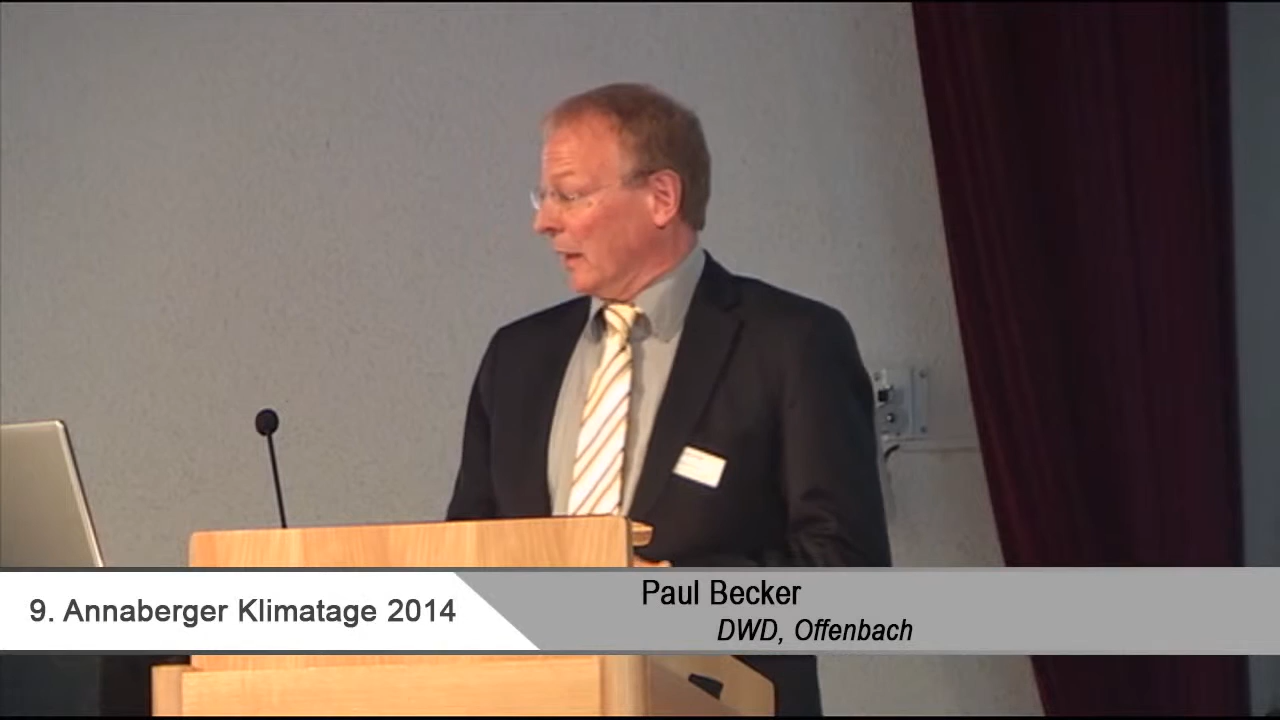 9. Annaberger Klimatage 2014
Paul Becker
DWD, Offenbach